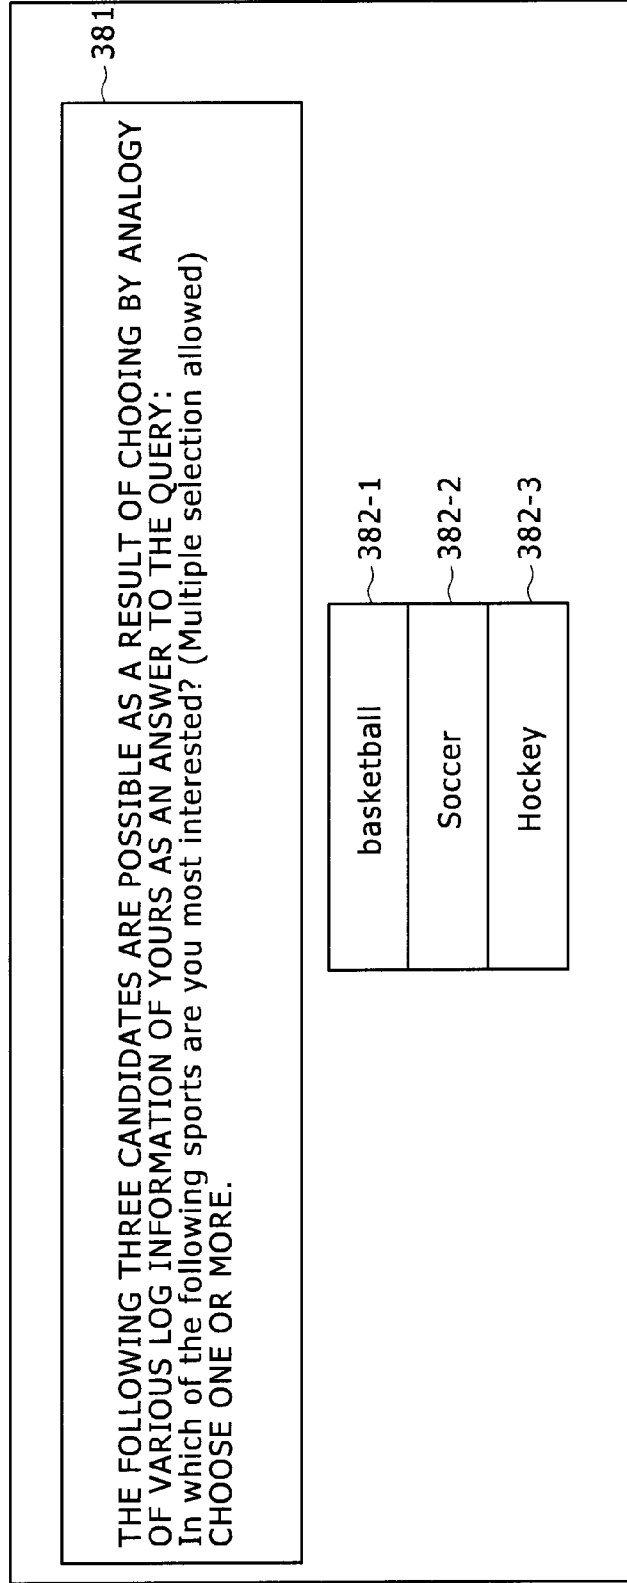 381
THE FOLLOWING THREE CANDIDATES ARE POSSIBLE AS A RESULT OF CHOOING BY ANALOGY
OF VARIOUS LOG INFORMATION OF YOURS AS AN ANSWER TO THE QUERY:
In which of the following sports are you most interested? (Multiple selection allowed)
CHOOSE ONE OR MORE.
basketball 382-1
Soccer 382-2
Hockey 382-3